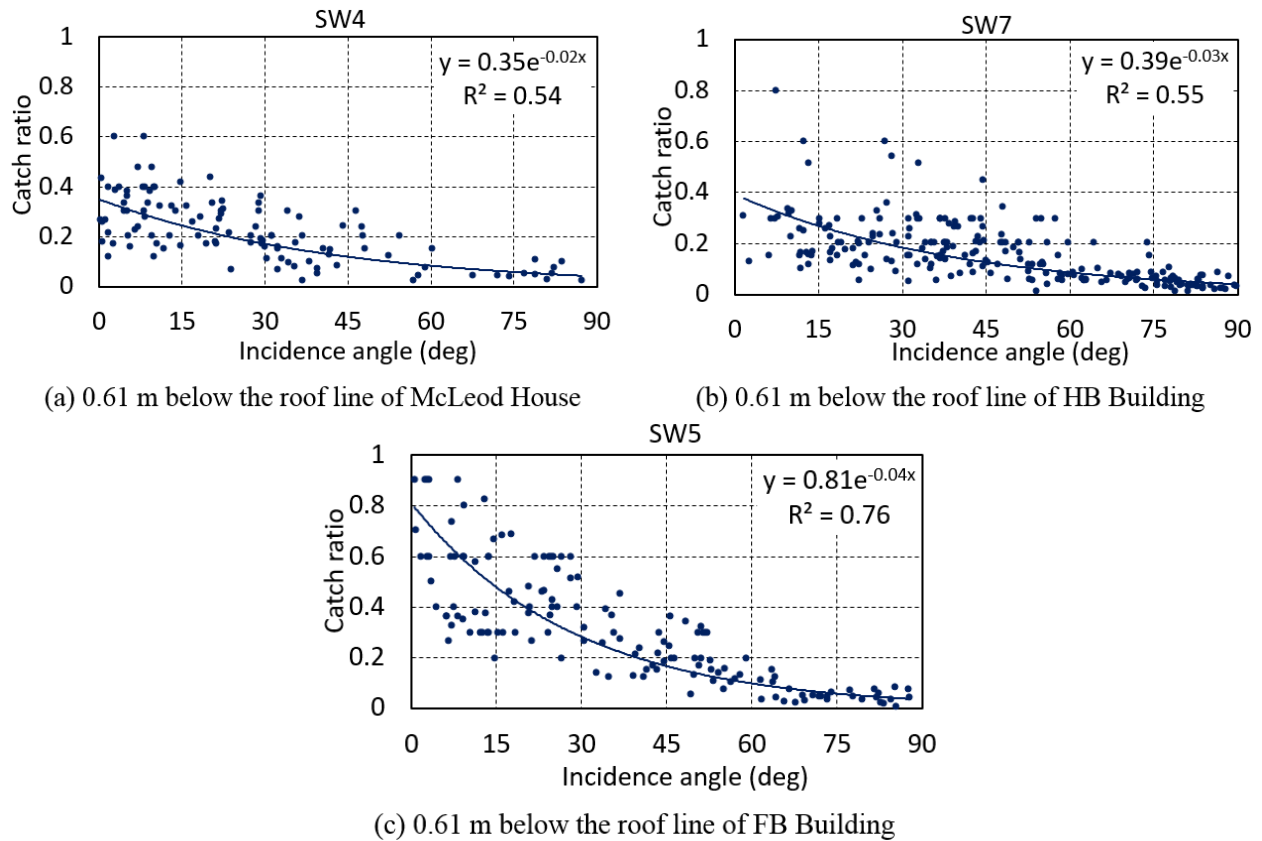 SW4
1
0.8
0.6
0.4
0.2
0
Catch ratio
y = 0.35e^-0.02x
R² = 0.54
0 15 30 45 60 75 90
Incidence angle (deg)
(a) 0.61 m below the roof line of McLeod House
SW7
1
0.8
0.6
0.4
0.2
0
Catch ratio
y = 0.39e^-0.03x
R² = 0.55
0 15 30 45 60 75 90
Incidence angle (deg)
(b) 0.61 m below the roof line of HB Building
SW5
1
0.8
0.6
0.4
0.2
0
Catch ratio
y = 0.81e^-0.04x
R² = 0.76
0 15 30 45 60 75 90
Incidence angle (deg)
(c) 0.61 m below the roof line of FB Building